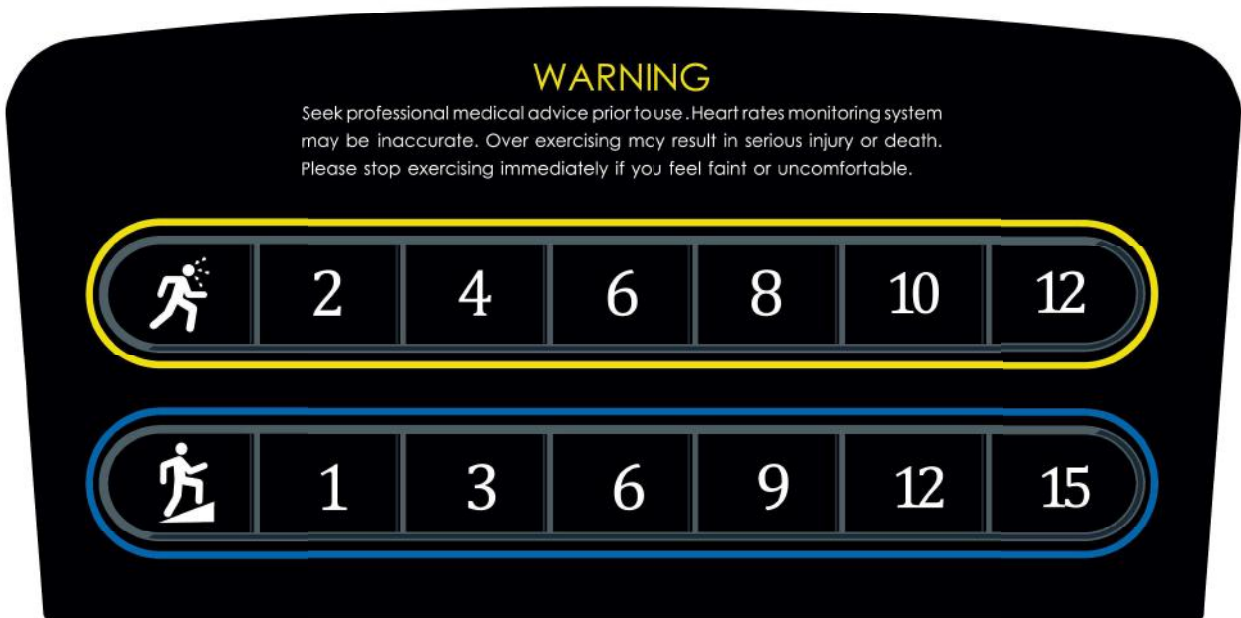 WARNING
Seek professional medical advice prior to use. Heart rates monitoring system
may be inaccurate. Over exercising mcy result in serious injury or death.
Please stop exercising immediately if you feel faint or uncomfortable.
2 4 6 8 10 12
1 3 6 9 12 15